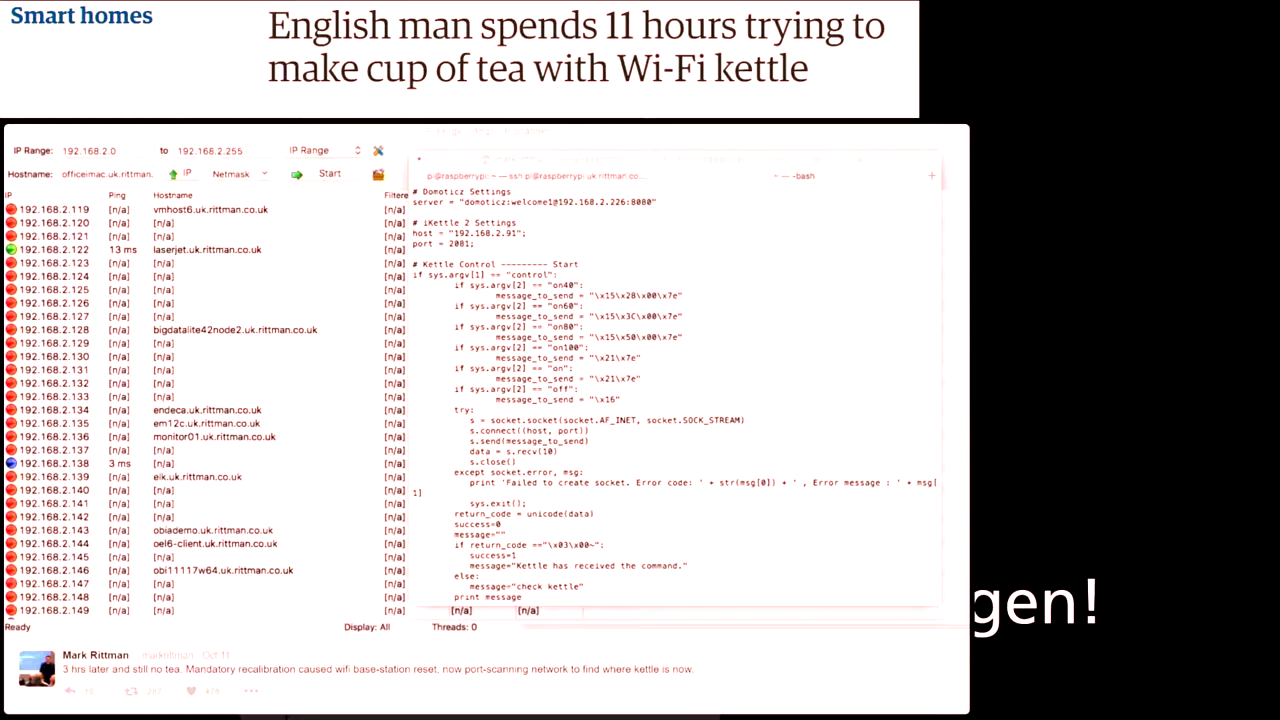 Smart homes
English man spends 11 hours trying to
make cup of tea with Wi-Fi kettle
IP Range: 192.168.2.0 to 192.168.2.255 IP Range
Hostname: officeimac.uk.rittman. IP Netmask Start
IP Ping Hostname Filtere
192.168.2.119 [n/a] vmhost6.uk.rittman.co.uk [n/a]
192.168.2.120 [n/a] [n/a] [n/a]
192.168.2.121 [n/a] [n/a] [n/a]
192.168.2.122 13 ms laserjet.uk.rittman.co.uk [n/a]
192.168.2.123 [n/a] [n/a] [n/a]
192.168.2.124 [n/a] [n/a] [n/a]
192.168.2.125 [n/a] [n/a] [n/a]
192.168.2.126 [n/a] [n/a] [n/a]
192.168.2.127 [n/a] [n/a] [n/a]
192.168.2.128 [n/a] bigdatalite42node2.uk.rittman.co.uk [n/a]
192.168.2.129 [n/a] [n/a] [n/a]
192.168.2.130 [n/a] [n/a] [n/a]
192.168.2.131 [n/a] [n/a] [n/a]
192.168.2.132 [n/a] [n/a] [n/a]
192.168.2.133 [n/a] [n/a] [n/a]
192.168.2.134 [n/a] endeca.uk.rittman.co.uk [n/a]
192.168.2.135 [n/a] em12c.uk.rittman.co.uk [n/a]
192.168.2.136 [n/a] monitor01.uk.rittman.co.uk [n/a]
192.168.2.137 [n/a] [n/a] [n/a]
192.168.2.138 3 ms [n/a] [n/a]
192.168.2.139 [n/a] elk.uk.rittman.co.uk [n/a]
192.168.2.140 [n/a] [n/a] [n/a]
192.168.2.141 [n/a] [n/a] [n/a]
192.168.2.142 [n/a] [n/a] [n/a]
192.168.2.143 [n/a] obiademo.uk.rittman.co.uk [n/a]
192.168.2.144 [n/a] oel6-client.uk.rittman.co.uk [n/a]
192.168.2.145 [n/a] [n/a] [n/a]
192.168.2.146 [n/a] obi11117w64.uk.rittman.co.uk [n/a]
192.168.2.147 [n/a] [n/a] [n/a]
192.168.2.148 [n/a] [n/a] [n/a]
192.168.2.149 [n/a] [n/a] [n/a] [n/a] [n/a]
Ready Display: All Threads: 0
pi@raspberrypi: ~ — ssh pi@raspberrypi.uk.rittman.co... ~ — -bash +
# Domoticz Settings
server = "domoticz:welcome1@192.168.2.226:8080"
# iKettle 2 Settings
host = "192.168.2.91";
port = 2081;
# Kettle Control --------- Start
if sys.argv[1] == "control":
if sys.argv[2] == "on40":
message_to_send = "\x15\x28\x00\x7e"
if sys.argv[2] == "on60":
message_to_send = "\x15\x3C\x00\x7e"
if sys.argv[2] == "on80":
message_to_send = "\x15\x50\x00\x7e"
if sys.argv[2] == "on100":
message_to_send = "\x21\x7e"
if sys.argv[2] == "on":
message_to_send = "\x21\x7e"
if sys.argv[2] == "off":
message_to_send = "\x16"
try:
s = socket.socket(socket.AF_INET, socket.SOCK_STREAM)
s.connect((host, port))
s.send(message_to_send)
data = s.recv(10)
s.close()
except socket.error, msg:
print 'Failed to create socket. Error code: ' + str(msg[0]) + ' , Error message : ' + msg[
1]
sys.exit();
return_code = unicode(data)
success=0
message=""
if return_code =="\x03\x00~":
success=1
message="Kettle has received the command."
else:
message="check kettle"
print message
gen!
Mark Rittman markrittman · Oct 11
3 hrs later and still no tea. Mandatory recalibration caused wifi base-station reset, now port-scanning network to find where kettle is now.